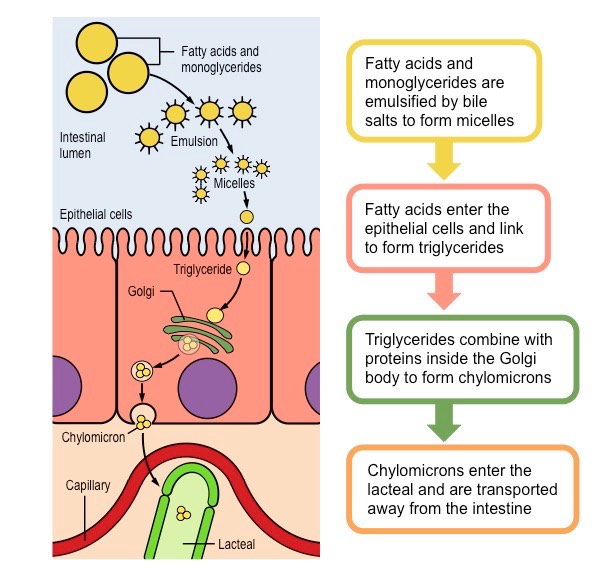 Fatty acids and
monoglycerides
Intestinal
lumen
Emulsion
Micelles
Epithelial cells
Triglyceride
Golgi
Chylomicron
Capillary
Lacteal
Fatty acids and
monoglycerides are
emulsified by bile
salts to form micelles
Fatty acids enter the
epithelial cells and link
to form triglycerides
Triglycerides combine with
proteins inside the Golgi
body to form chylomicrons
Chylomicrons enter the
lacteal and are transported
away from the intestine